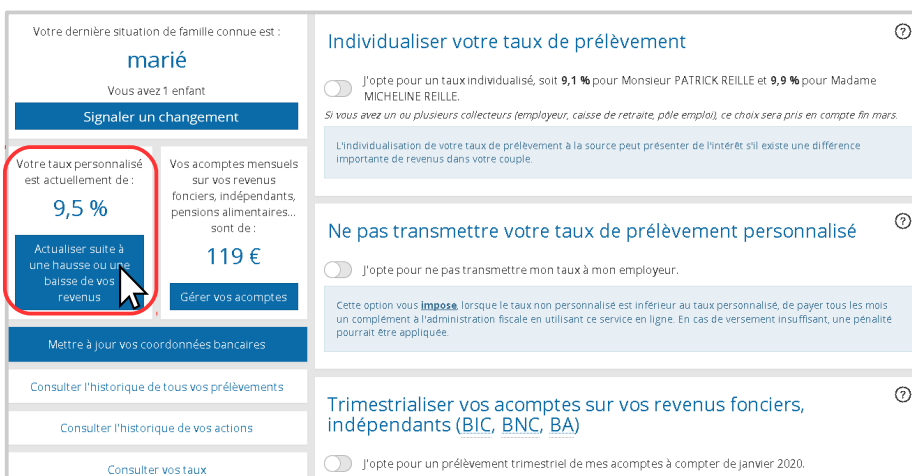 Votre dernière situation de famille connue est :
marié
Vous avez 1 enfant
Signaler un changement
Votre taux personnalisé
est actuellement de :
9,5 %
Actualiser suite à
une hausse ou une
baisse de vos
revenus
Vos acomptes mensuels
sur vos revenus
fonciers, indépendants,
pensions alimentaires...
sont de :
119 €
Gérer vos acomptes
Mettre à jour vos coordonnées bancaires
Consulter l'historique de tous vos prélèvements
Consulter l'historique de vos actions
Consulter vos taux
Individualiser votre taux de prélèvement
J'opte pour un taux individualisé, soit 9,1 % pour Monsieur PATRICK REILLE et 9,9 % pour Madame
MICHELINE REILLE.
Si vous avez un ou plusieurs collecteurs (employeur, caisse de retraite, pôle emploi), ce choix sera pris en compte fin mars.
L'individualisation de votre taux de prélèvement à la source peut présenter de l'intérêt s'il existe une différence
importante de revenus dans votre couple.
Ne pas transmettre votre taux de prélèvement personnalisé
J'opte pour ne pas transmettre mon taux à mon employeur.
Cette option vous impose, lorsque le taux non personnalisé est inférieur au taux personnalisé, de payer tous les mois
un complément à l'administration fiscale en utilisant ce service en ligne. En cas de versement insuffisant, une pénalité
pourrait être appliquée.
Trimestrialiser vos acomptes sur vos revenus fonciers,
indépendants (BIC, BNC, BA)
J'opte pour un prélèvement trimestriel de mes acomptes à compter de janvier 2020.